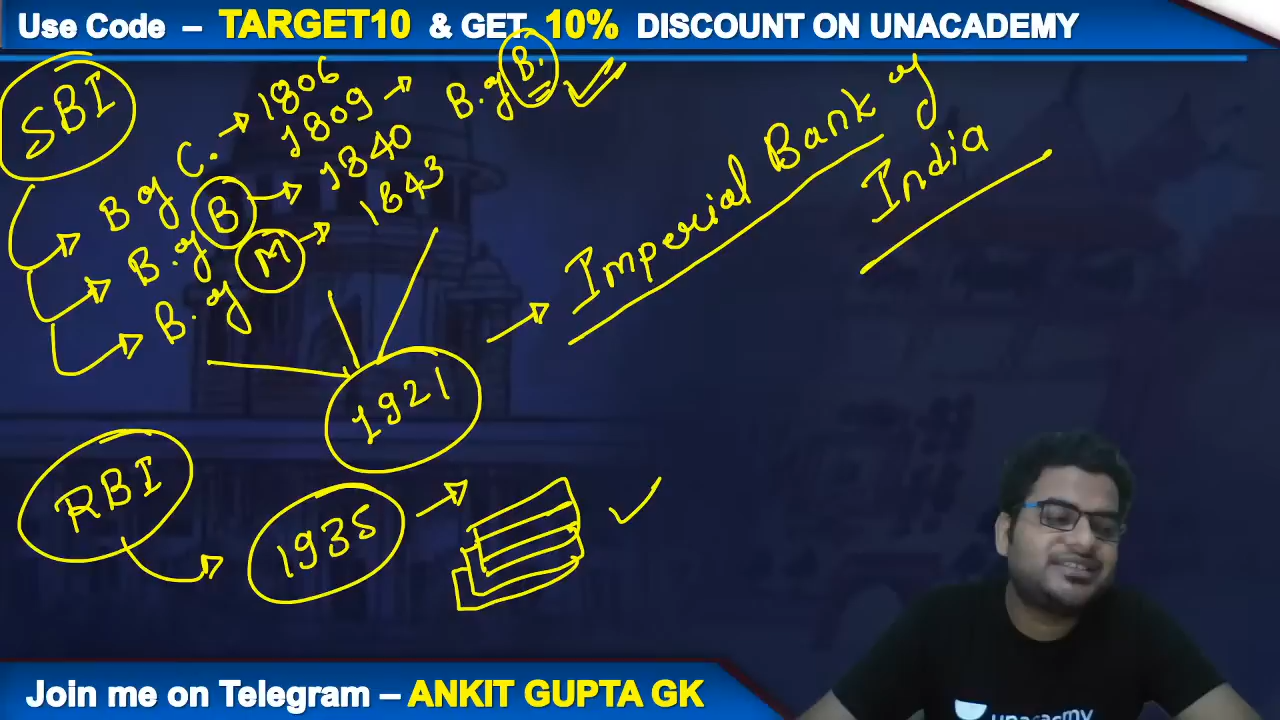 Use Code – TARGET10 & GET 10% DISCOUNT ON UNACADEMY
SBI
B of C. → 1806
1809 → B. of B.
B. of B → 1840
B. of M → 1843
1921 → Imperial Bank of
India
RBI
1935
Join me on Telegram – ANKIT GUPTA GK
unacademy